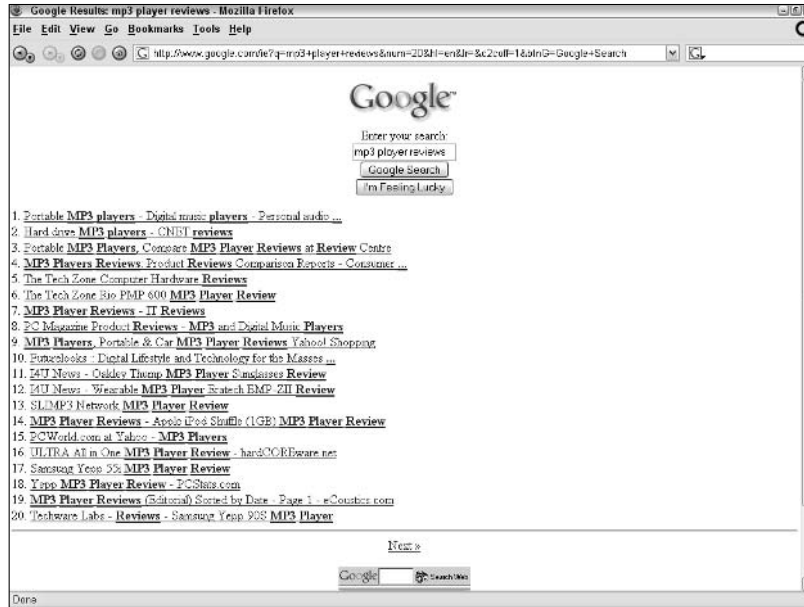 Google Results: mp3 player reviews - Mozilla Firefox
File Edit View Go Bookmarks Tools Help
http://www.google.com/ie?q=mp3+player+reviews&num=20&hl=en&lr=&c2coff=1&btnG=Google+Search
Google™
Enter your search:
mp3 player reviews
Google Search
I'm Feeling Lucky
1. Portable MP3 players - Digital music players - Personal audio ...
2. Hard drive MP3 players - CNET reviews
3. Portable MP3 Players, Compare MP3 Player Reviews at Review Centre
4. MP3 Players Reviews, Product Reviews Comparison Reports - Consumer ...
5. The Tech Zone Computer Hardware Reviews
6. The Tech Zone Rio PMP 600 MP3 Player Review
7. MP3 Player Reviews - IT Reviews
8. PC Magazine Product Reviews - MP3 and Digital Music Players
9. MP3 Players, Portable & Car MP3 Player Reviews Yahoo! Shopping
10. Futurelooks :: Digital Lifestyle and Technology for the Masses ...
11. I4U News - Oakley Thump MP3 Player Sunglasses Review
12. I4U News - Wearable MP3 Player Eratech EMP-ZII Review
13. SLIMP3 Network MP3 Player Review
14. MP3 Player Reviews - Apple iPod Shuffle (1GB) MP3 Player Review
15. PCWorld.com at Yahoo - MP3 Players
16. ULTRA All in One MP3 Player Review - hardCOREware.net
17. Samsung Yepp 55i MP3 Player Review
18. Yepp MP3 Player Review - PCStats.com
19. MP3 Player Reviews (Editorial) Sorted by Date - Page 1 - eCoustics.com
20. Techware Labs - Reviews - Samsung Yepp 90S MP3 Player
Next »
Google Search Web
Done